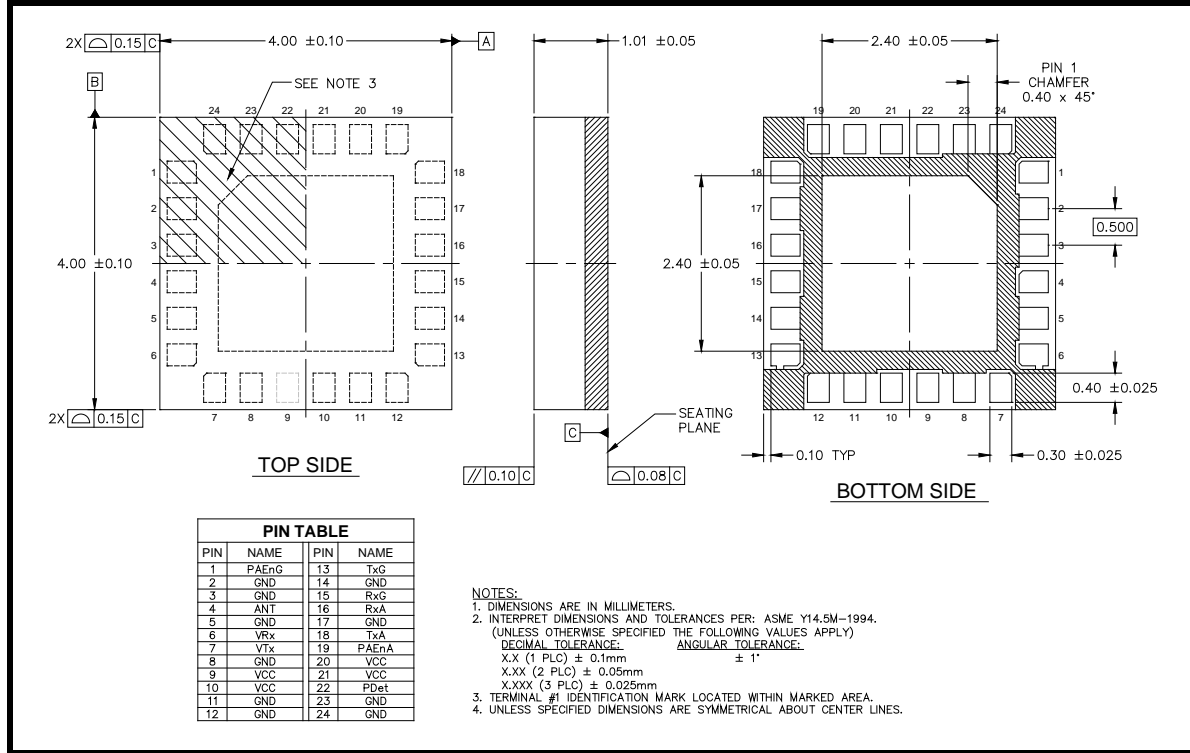 2X ⌓ 0.15 C
4.00 ±0.10
A
B
SEE NOTE 3
24 23 22 21 20 19
1
2
3
4
5
6
18
17
16
15
14
13
7 8 9 10 11 12
4.00 ±0.10
2X ⌓ 0.15 C
TOP SIDE
1.01 ±0.05
C
SEATING
PLANE
// 0.10 C
⌓ 0.08 C
2.40 ±0.05
PIN 1
CHAMFER
0.40 x 45°
19 20 21 22 23 24
18
17
16
15
14
13
1
2
3
4
5
6
12 11 10 9 8 7
2.40 ±0.05
0.500
0.40 ±0.025
0.10 TYP
0.30 ±0.025
BOTTOM SIDE
PIN TABLE
PIN NAME PIN NAME
1 PAEnG 13 TxG
2 GND 14 GND
3 GND 15 RxG
4 ANT 16 RxA
5 GND 17 GND
6 VRx 18 TxA
7 VTx 19 PAEnA
8 GND 20 VCC
9 VCC 21 VCC
10 VCC 22 PDet
11 GND 23 GND
12 GND 24 GND
NOTES:
1. DIMENSIONS ARE IN MILLIMETERS.
2. INTERPRET DIMENSIONS AND TOLERANCES PER: ASME Y14.5M–1994.
(UNLESS OTHERWISE SPECIFIED THE FOLLOWING VALUES APPLY)
DECIMAL TOLERANCE: ANGULAR TOLERANCE:
X.X (1 PLC) ± 0.1mm ± 1°
X.XX (2 PLC) ± 0.05mm
X.XXX (3 PLC) ± 0.025mm
3. TERMINAL #1 IDENTIFICATION MARK LOCATED WITHIN MARKED AREA.
4. UNLESS SPECIFIED DIMENSIONS ARE SYMMETRICAL ABOUT CENTER LINES.